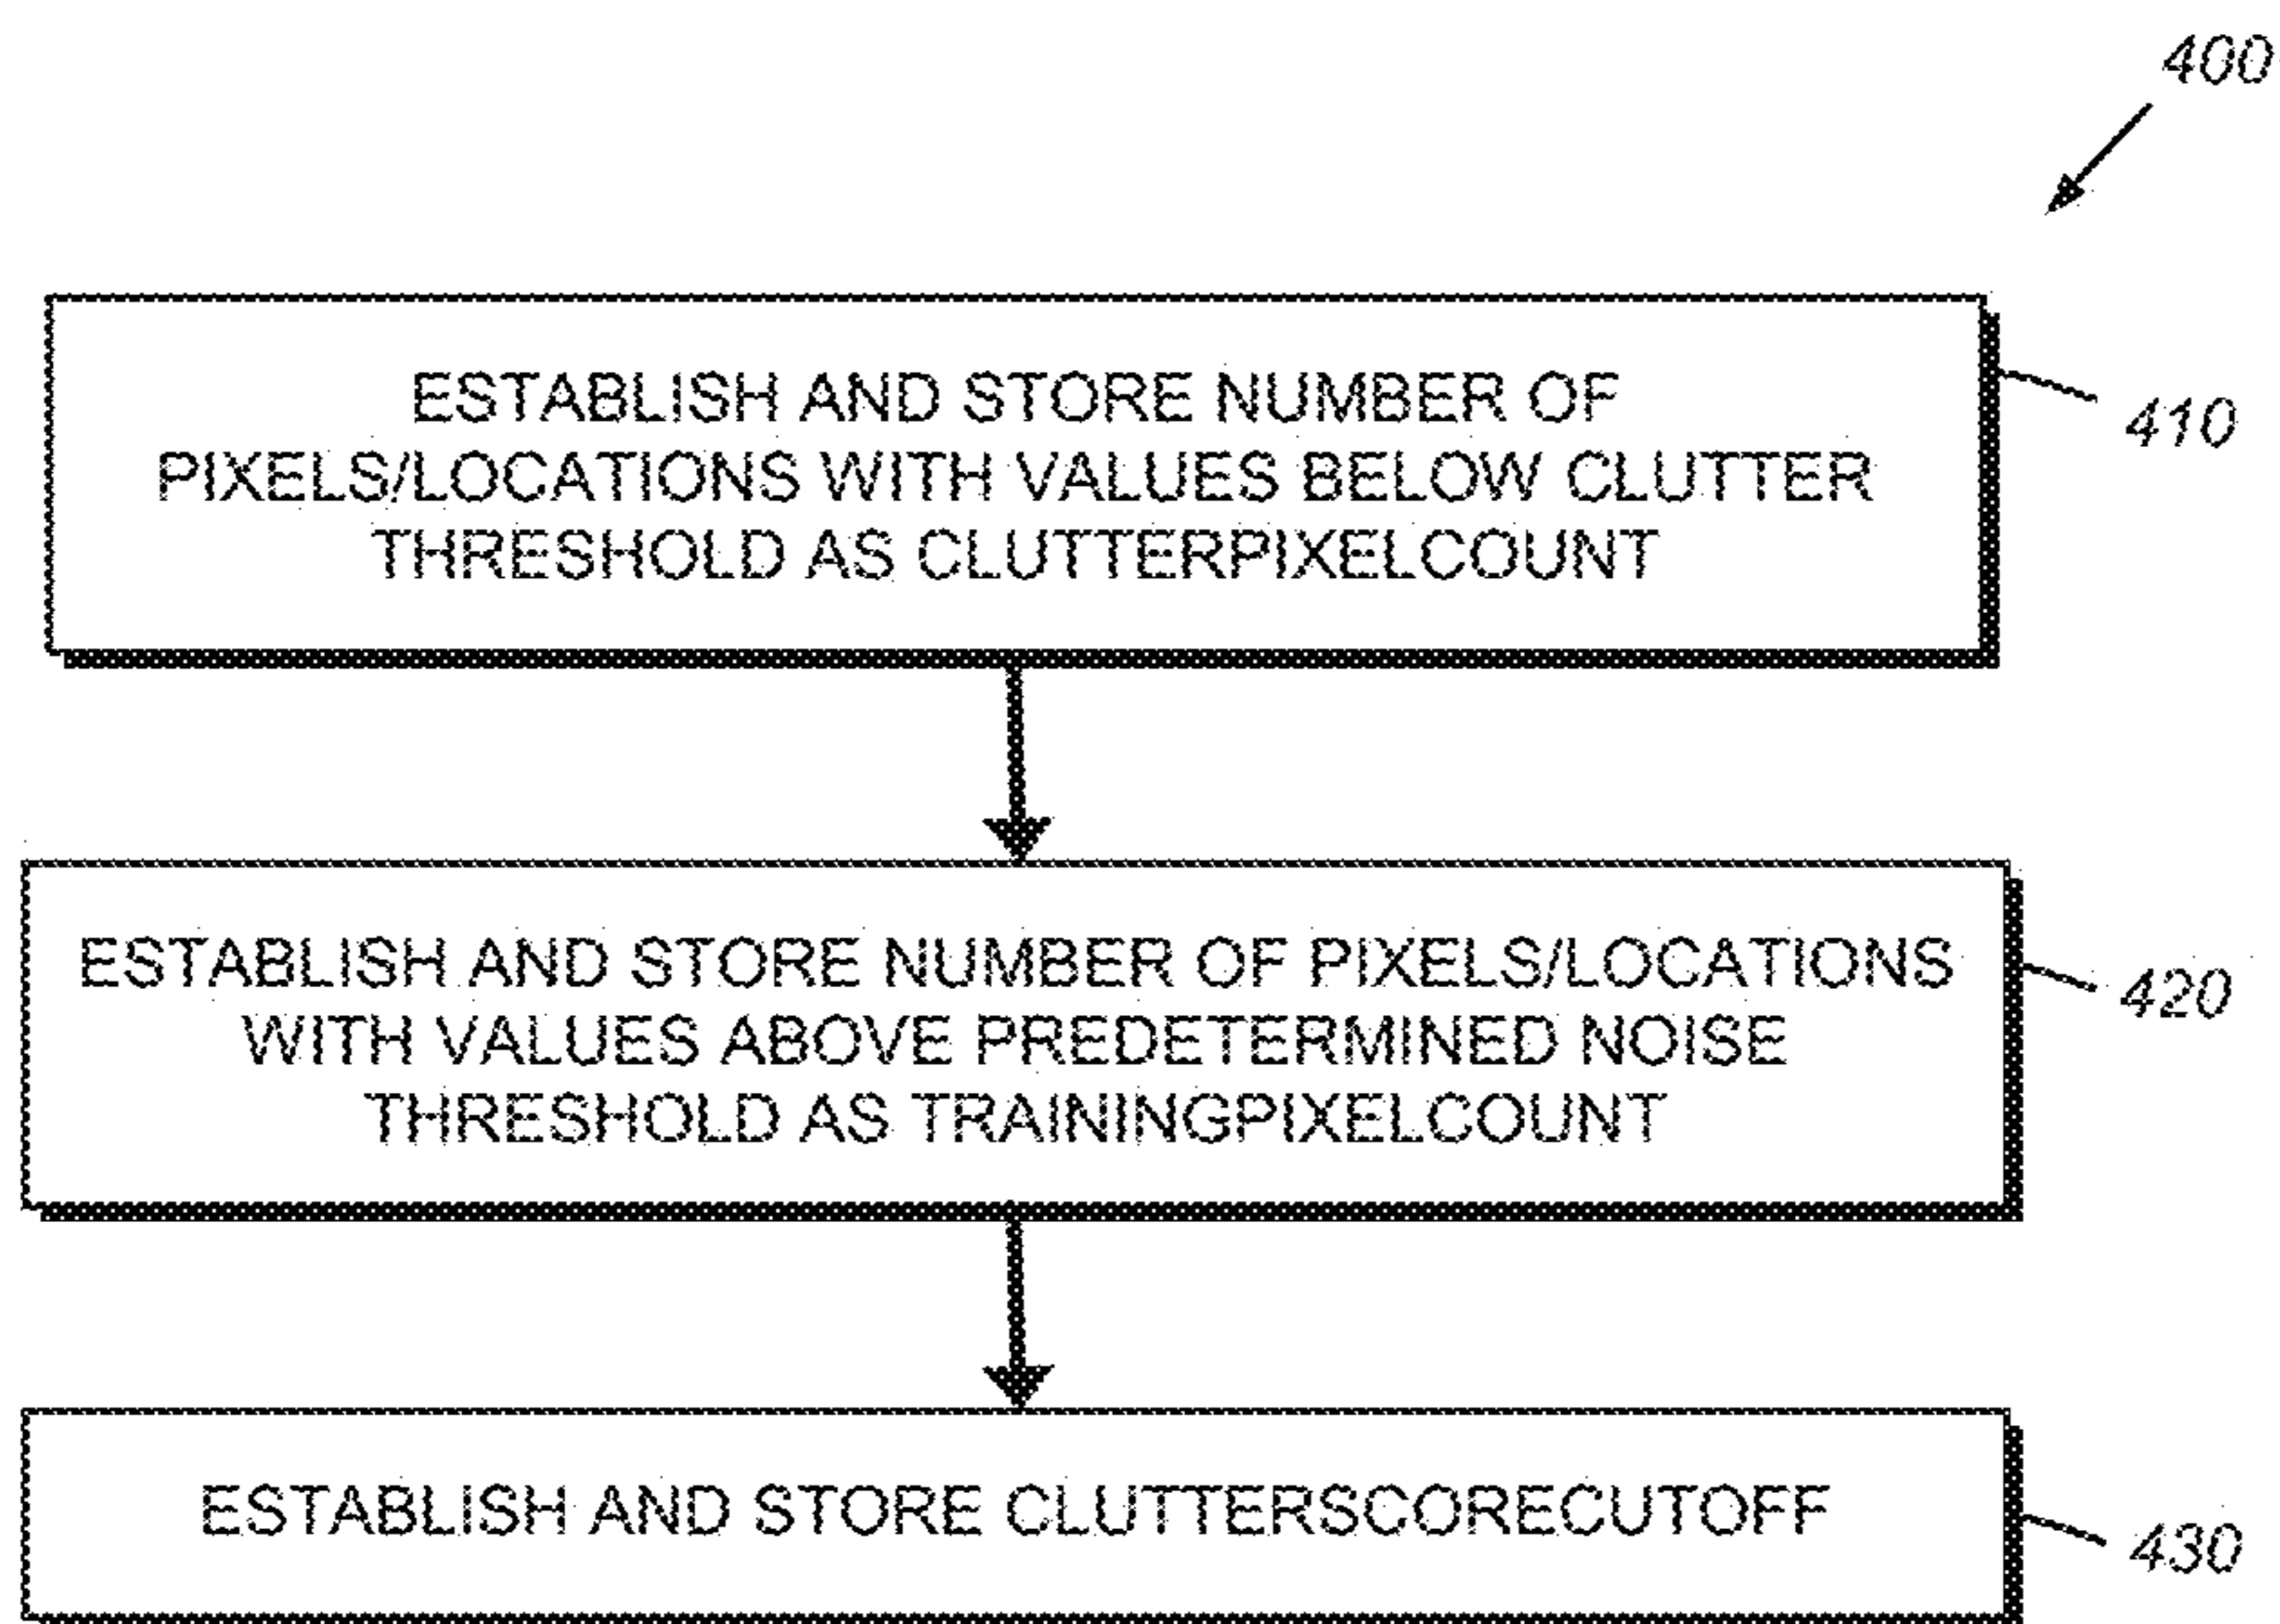 400
ESTABLISH AND STORE NUMBER OF
PIXELS/LOCATIONS WITH VALUES BELOW CLUTTER
THRESHOLD AS CLUTTERPIXELCOUNT
410
ESTABLISH AND STORE NUMBER OF PIXELS/LOCATIONS
WITH VALUES ABOVE PREDETERMINED NOISE
THRESHOLD AS TRAININGPIXELCOUNT
420
ESTABLISH AND STORE CLUTTERSCORECUTOFF
430